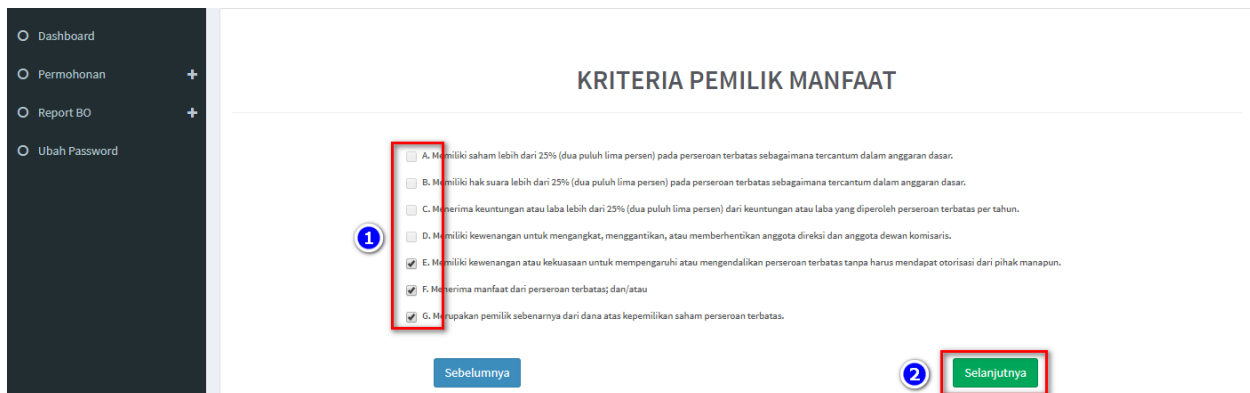 Dashboard
Permohonan +
Report BO +
Ubah Password
KRITERIA PEMILIK MANFAAT
A. Memiliki saham lebih dari 25% (dua puluh lima persen) pada perseroan terbatas sebagaimana tercantum dalam anggaran dasar.
B. Memiliki hak suara lebih dari 25% (dua puluh lima persen) pada perseroan terbatas sebagaimana tercantum dalam anggaran dasar.
C. Menerima keuntungan atau laba lebih dari 25% (dua puluh lima persen) dari keuntungan atau laba yang diperoleh perseroan terbatas per tahun.
1
D. Memiliki kewenangan untuk mengangkat, menggantikan, atau memberhentikan anggota direksi dan anggota dewan komisaris.
E. Memiliki kewenangan atau kekuasaan untuk mempengaruhi atau mengendalikan perseroan terbatas tanpa harus mendapat otorisasi dari pihak manapun.
F. Menerima manfaat dari perseroan terbatas; dan/atau
G. Merupakan pemilik sebenarnya dari dana atas kepemilikan saham perseroan terbatas.
Sebelumnya
2
Selanjutnya